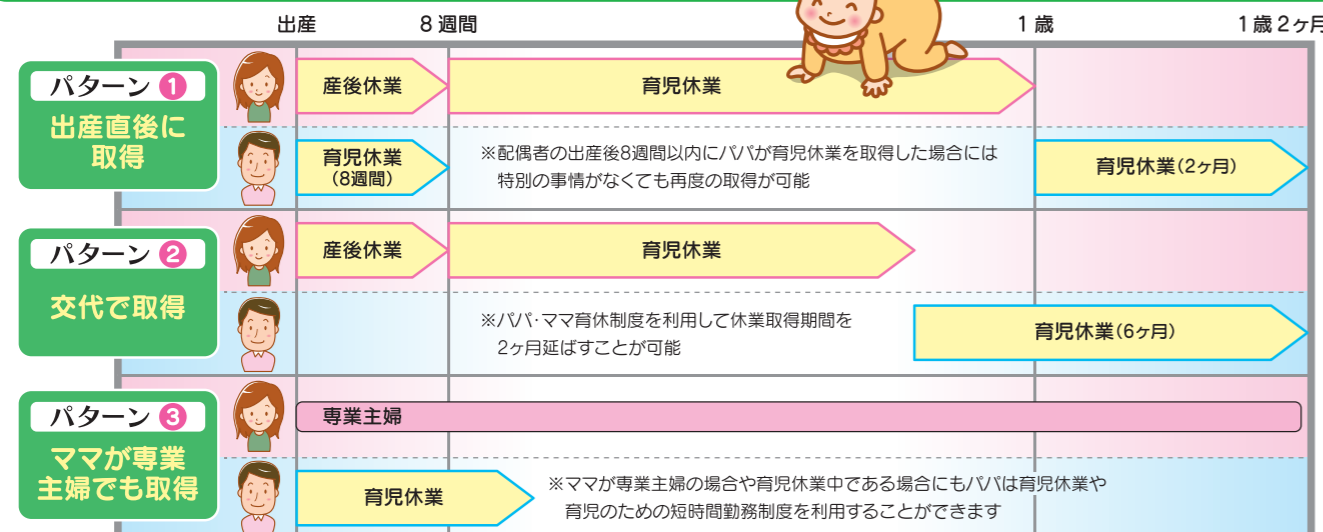 出産
8週間
1歳
1歳2ヶ月
パターン ❶
出産直後に
取得
産後休業
育児休業
育児休業
(8週間)
※配偶者の出産後8週間以内にパパが育児休業を取得した場合には
特別の事情がなくても再度の取得が可能
育児休業(2ヶ月)
パターン ❷
交代で取得
産後休業
育児休業
※パパ・ママ育休制度を利用して休業取得期間を
2ヶ月延ばすことが可能
育児休業(6ヶ月)
パターン ❸
ママが専業
主婦でも取得
専業主婦
育児休業
※ママが専業主婦の場合や育児休業中である場合にもパパは育児休業や
育児のための短時間勤務制度を利用することができます